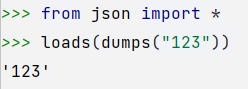 >>> from json import *
>>> loads(dumps("123"))
'123'